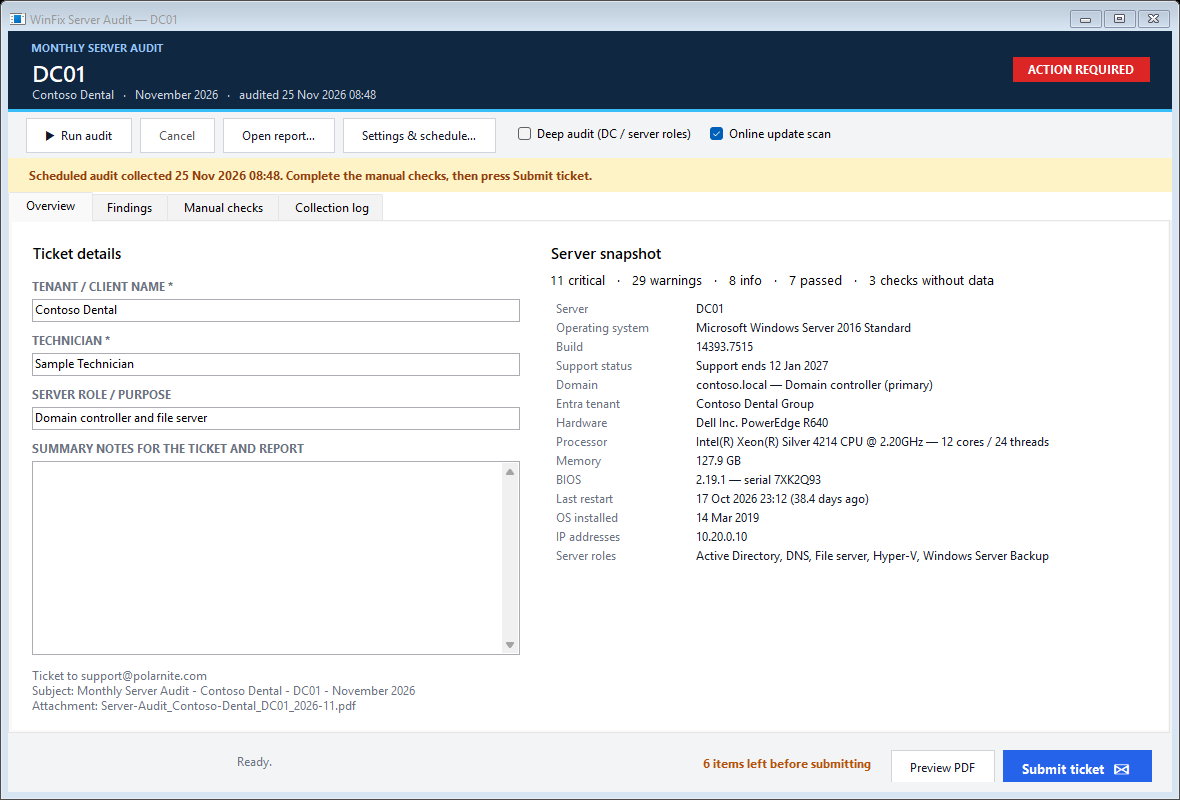 WinFix Server Audit — DC01
MONTHLY SERVER AUDIT
DC01
Contoso Dental · November 2026 · audited 25 Nov 2026 08:48
ACTION REQUIRED
▶ Run audit
Cancel
Open report...
Settings & schedule...
Deep audit (DC / server roles)
Online update scan
Scheduled audit collected 25 Nov 2026 08:48. Complete the manual checks, then press Submit ticket.
Overview
Findings
Manual checks
Collection log
Ticket details
TENANT / CLIENT NAME *
Contoso Dental
TECHNICIAN *
Sample Technician
SERVER ROLE / PURPOSE
Domain controller and file server
SUMMARY NOTES FOR THE TICKET AND REPORT
Ticket to support@polarnite.com
Subject: Monthly Server Audit - Contoso Dental - DC01 - November 2026
Attachment: Server-Audit_Contoso-Dental_DC01_2026-11.pdf
Server snapshot
11 critical · 29 warnings · 8 info · 7 passed · 3 checks without data
Server DC01
Operating system Microsoft Windows Server 2016 Standard
Build 14393.7515
Support status Support ends 12 Jan 2027
Domain contoso.local — Domain controller (primary)
Entra tenant Contoso Dental Group
Hardware Dell Inc. PowerEdge R640
Processor Intel(R) Xeon(R) Silver 4214 CPU @ 2.20GHz — 12 cores / 24 threads
Memory 127.9 GB
BIOS 2.19.1 — serial 7XK2Q93
Last restart 17 Oct 2026 23:12 (38.4 days ago)
OS installed 14 Mar 2019
IP addresses 10.20.0.10
Server roles Active Directory, DNS, File server, Hyper-V, Windows Server Backup
Ready.
6 items left before submitting
Preview PDF
Submit ticket